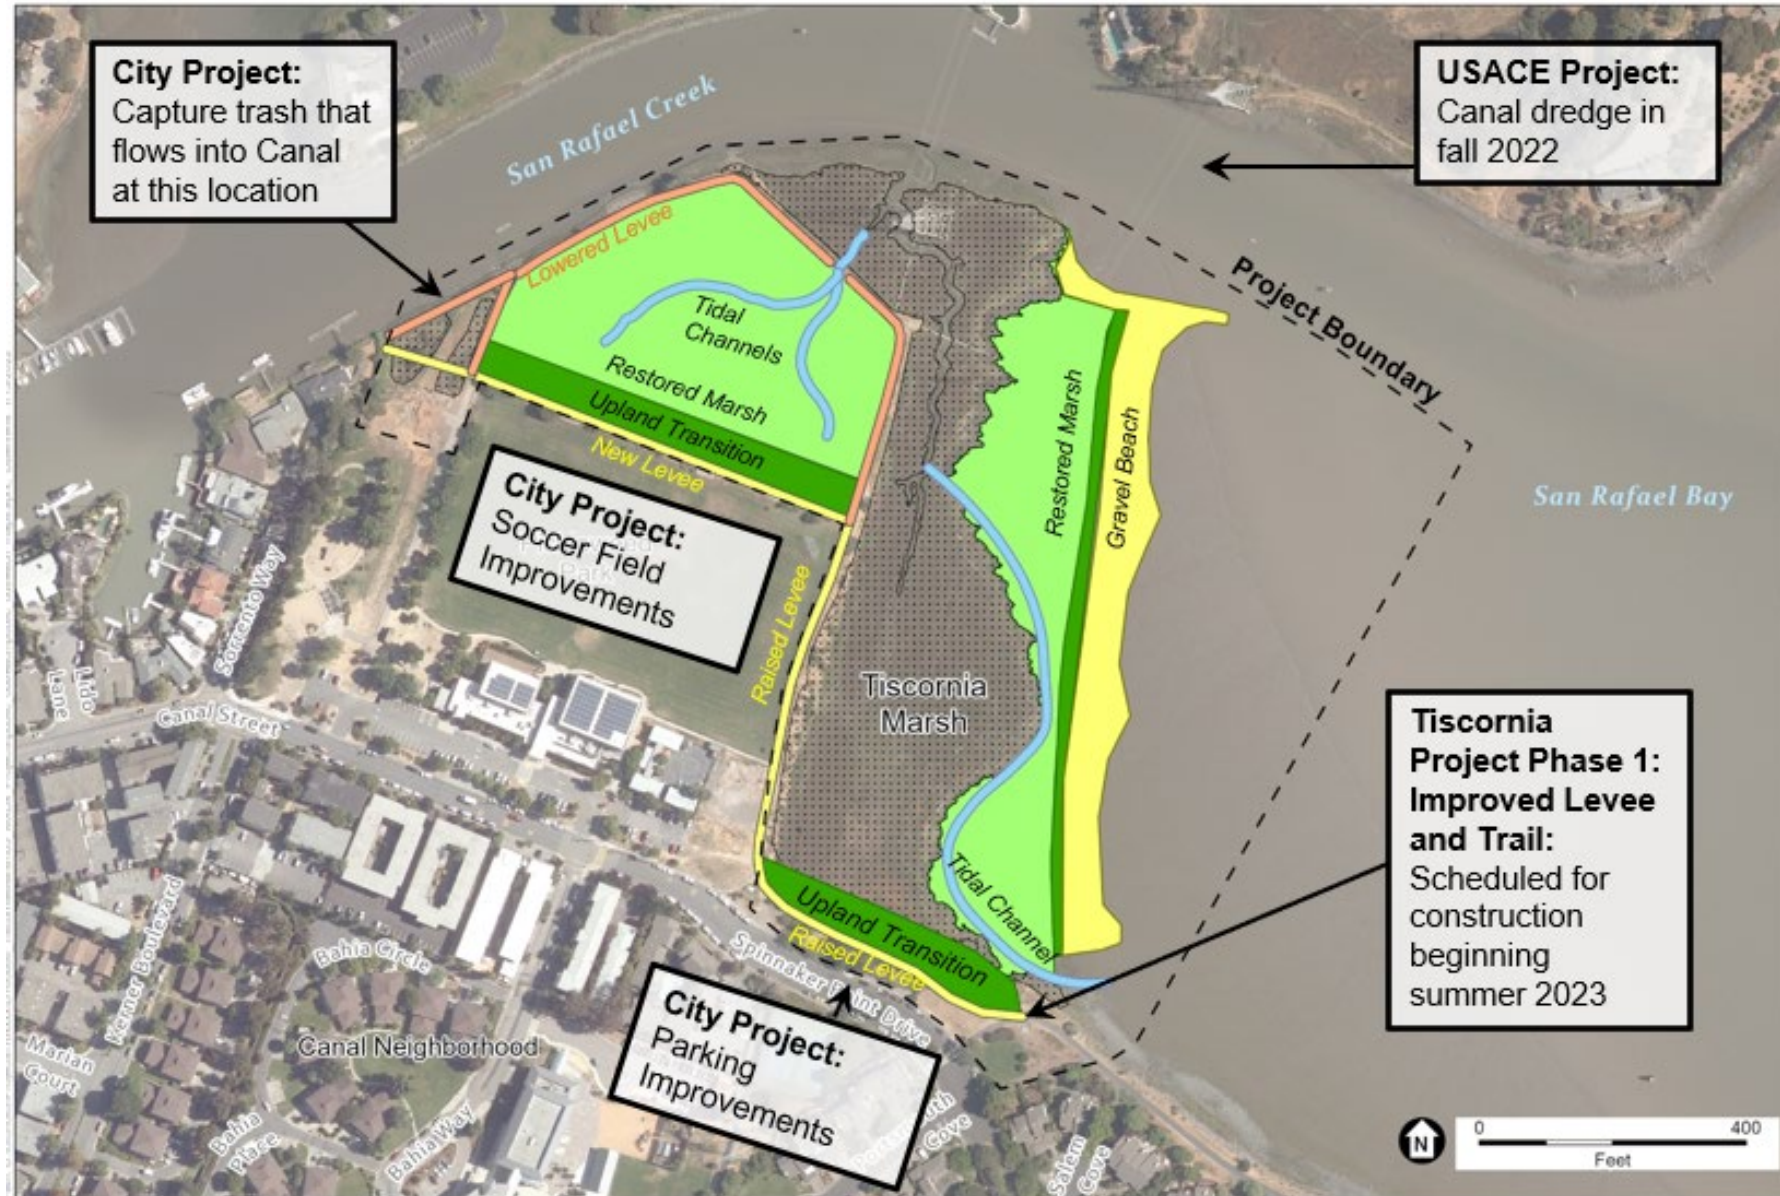 City Project:
Capture trash that
flows into Canal
at this location
USACE Project:
Canal dredge in
fall 2022
San Rafael Creek
Lowered Levee
Tidal
Channels
Restored Marsh
Upland Transition
New Levee
Project Boundary
Restored Marsh
Gravel Beach
San Rafael Bay
City Project:
Soccer Field
Improvements
Raised Levee
Tiscornia
Marsh
Sorrento Way
Lido
Lane
Canal Street
Tiscornia
Project Phase 1:
Improved Levee
and Trail:
Scheduled for
construction
beginning
summer 2023
Upland Transition
Raised Levee
Tidal Channel
Spinnaker Point Drive
Kerner Boulevard
Bahia Circle
Canal Neighborhood
Marian
Court
Bahia
Place
Bahia Way
City Project:
Parking
Improvements
Cove
Salem
Cove
N
0 400
Feet